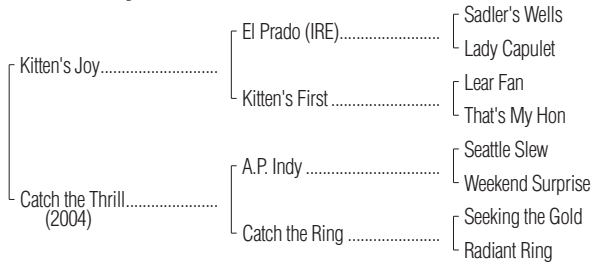 Sadler's Wells
El Prado (IRE)..................
Lady Capulet
Kitten's Joy............................
Lear Fan
Kitten's First ..........................
That's My Hon
Seattle Slew
A.P. Indy ................................
Weekend Surprise
Catch the Thrill......................
(2004)
Seeking the Gold
Catch the Ring ......................
Radiant Ring